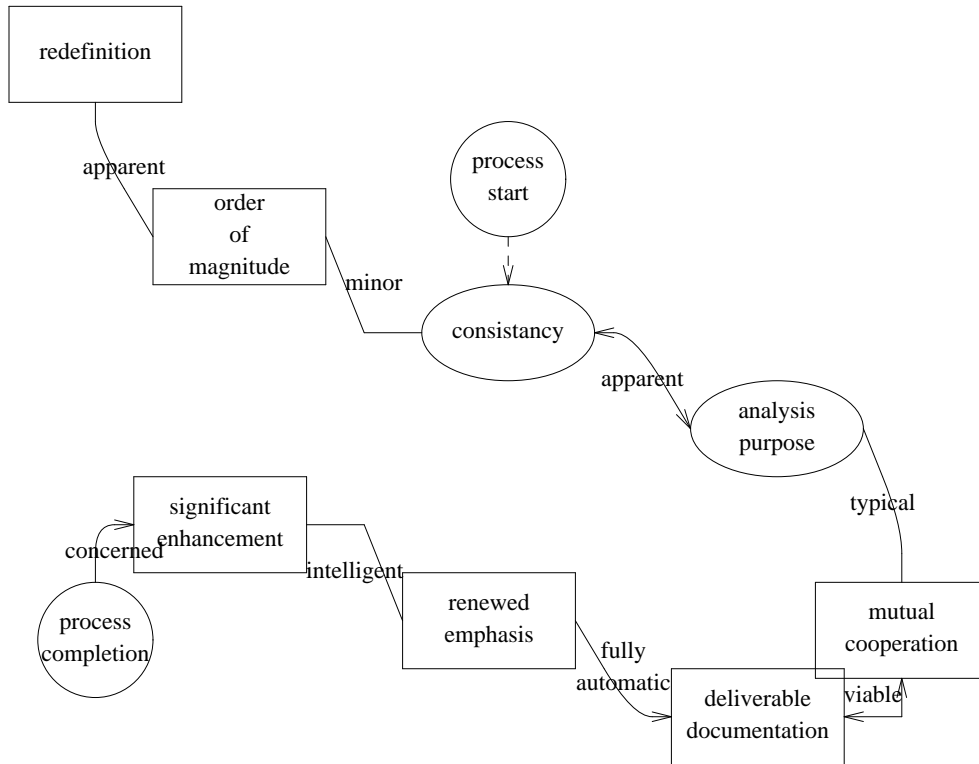 redefinition
apparent
process
start
order
of
magnitude
minor
consistancy
apparent
analysis
purpose
typical
significant
enhancement
concerned
intelligent
process
completion
renewed
emphasis
fully
automatic
mutual
cooperation
viable
deliverable
documentation